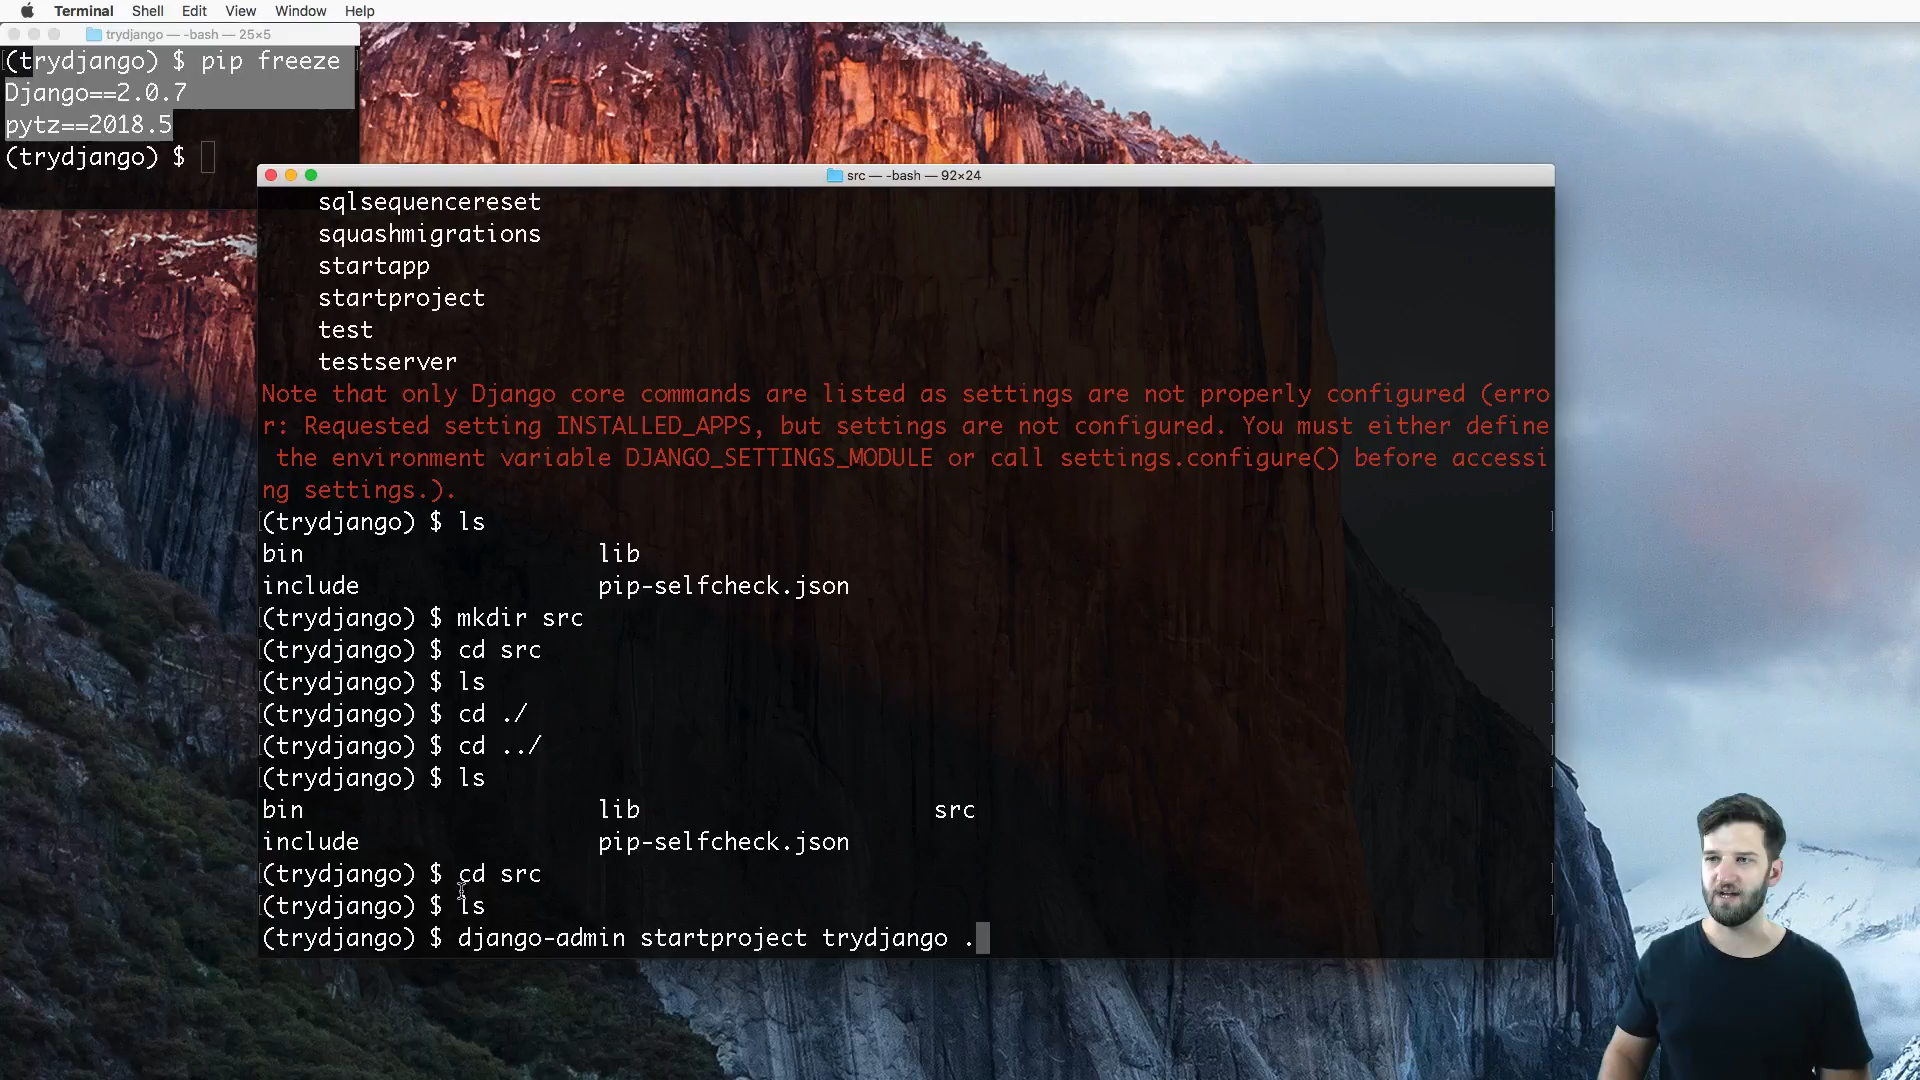 Terminal Shell Edit View Window Help
trydjango — -bash — 25×5
(trydjango) $ pip freeze
Django==2.0.7
pytz==2018.5
(trydjango) $
src — -bash — 92×24
sqlsequencereset
squashmigrations
startapp
startproject
test
testserver
Note that only Django core commands are listed as settings are not properly configured (erro
r: Requested setting INSTALLED_APPS, but settings are not configured. You must either define
the environment variable DJANGO_SETTINGS_MODULE or call settings.configure() before accessi
ng settings.).
(trydjango) $ ls
bin lib
include pip-selfcheck.json
(trydjango) $ mkdir src
(trydjango) $ cd src
(trydjango) $ ls
(trydjango) $ cd ./
(trydjango) $ cd ../
(trydjango) $ ls
bin lib src
include pip-selfcheck.json
(trydjango) $ cd src
(trydjango) $ ls
(trydjango) $ django-admin startproject trydjango .